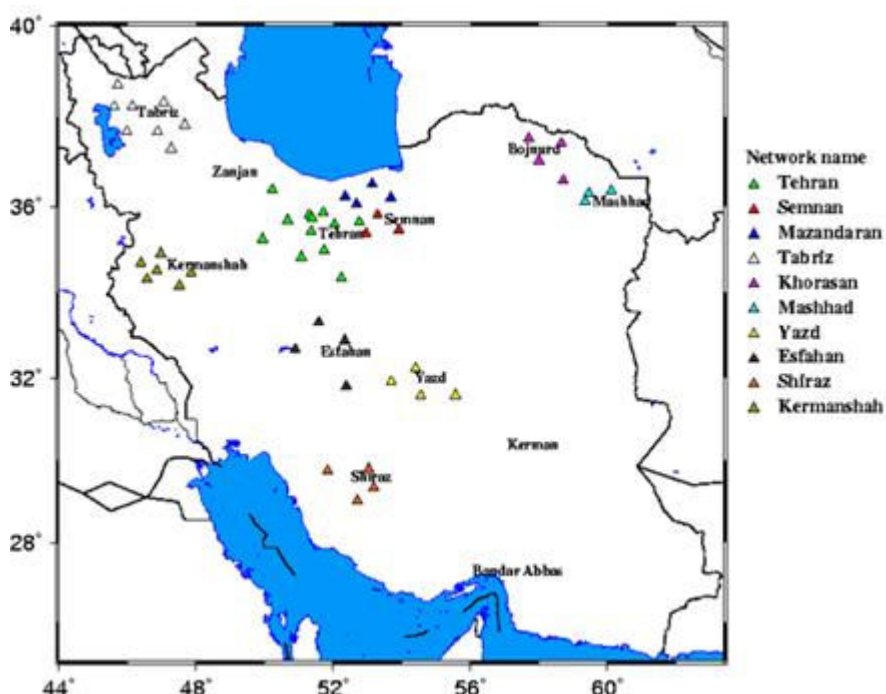 40°
Tabriz
Zanjan
Bojnurd
Mashhad
36°
Semnan
Tehran
Kermanshah
Esfahan
Yazd
32°
Kerman
Shiraz
28°
Bandar Abbas
44°
48°
52°
56°
60°
Network name
Tehran
Semnan
Mazandaran
Tabriz
Khorasan
Mashhad
Yazd
Esfahan
Shiraz
Kermanshah